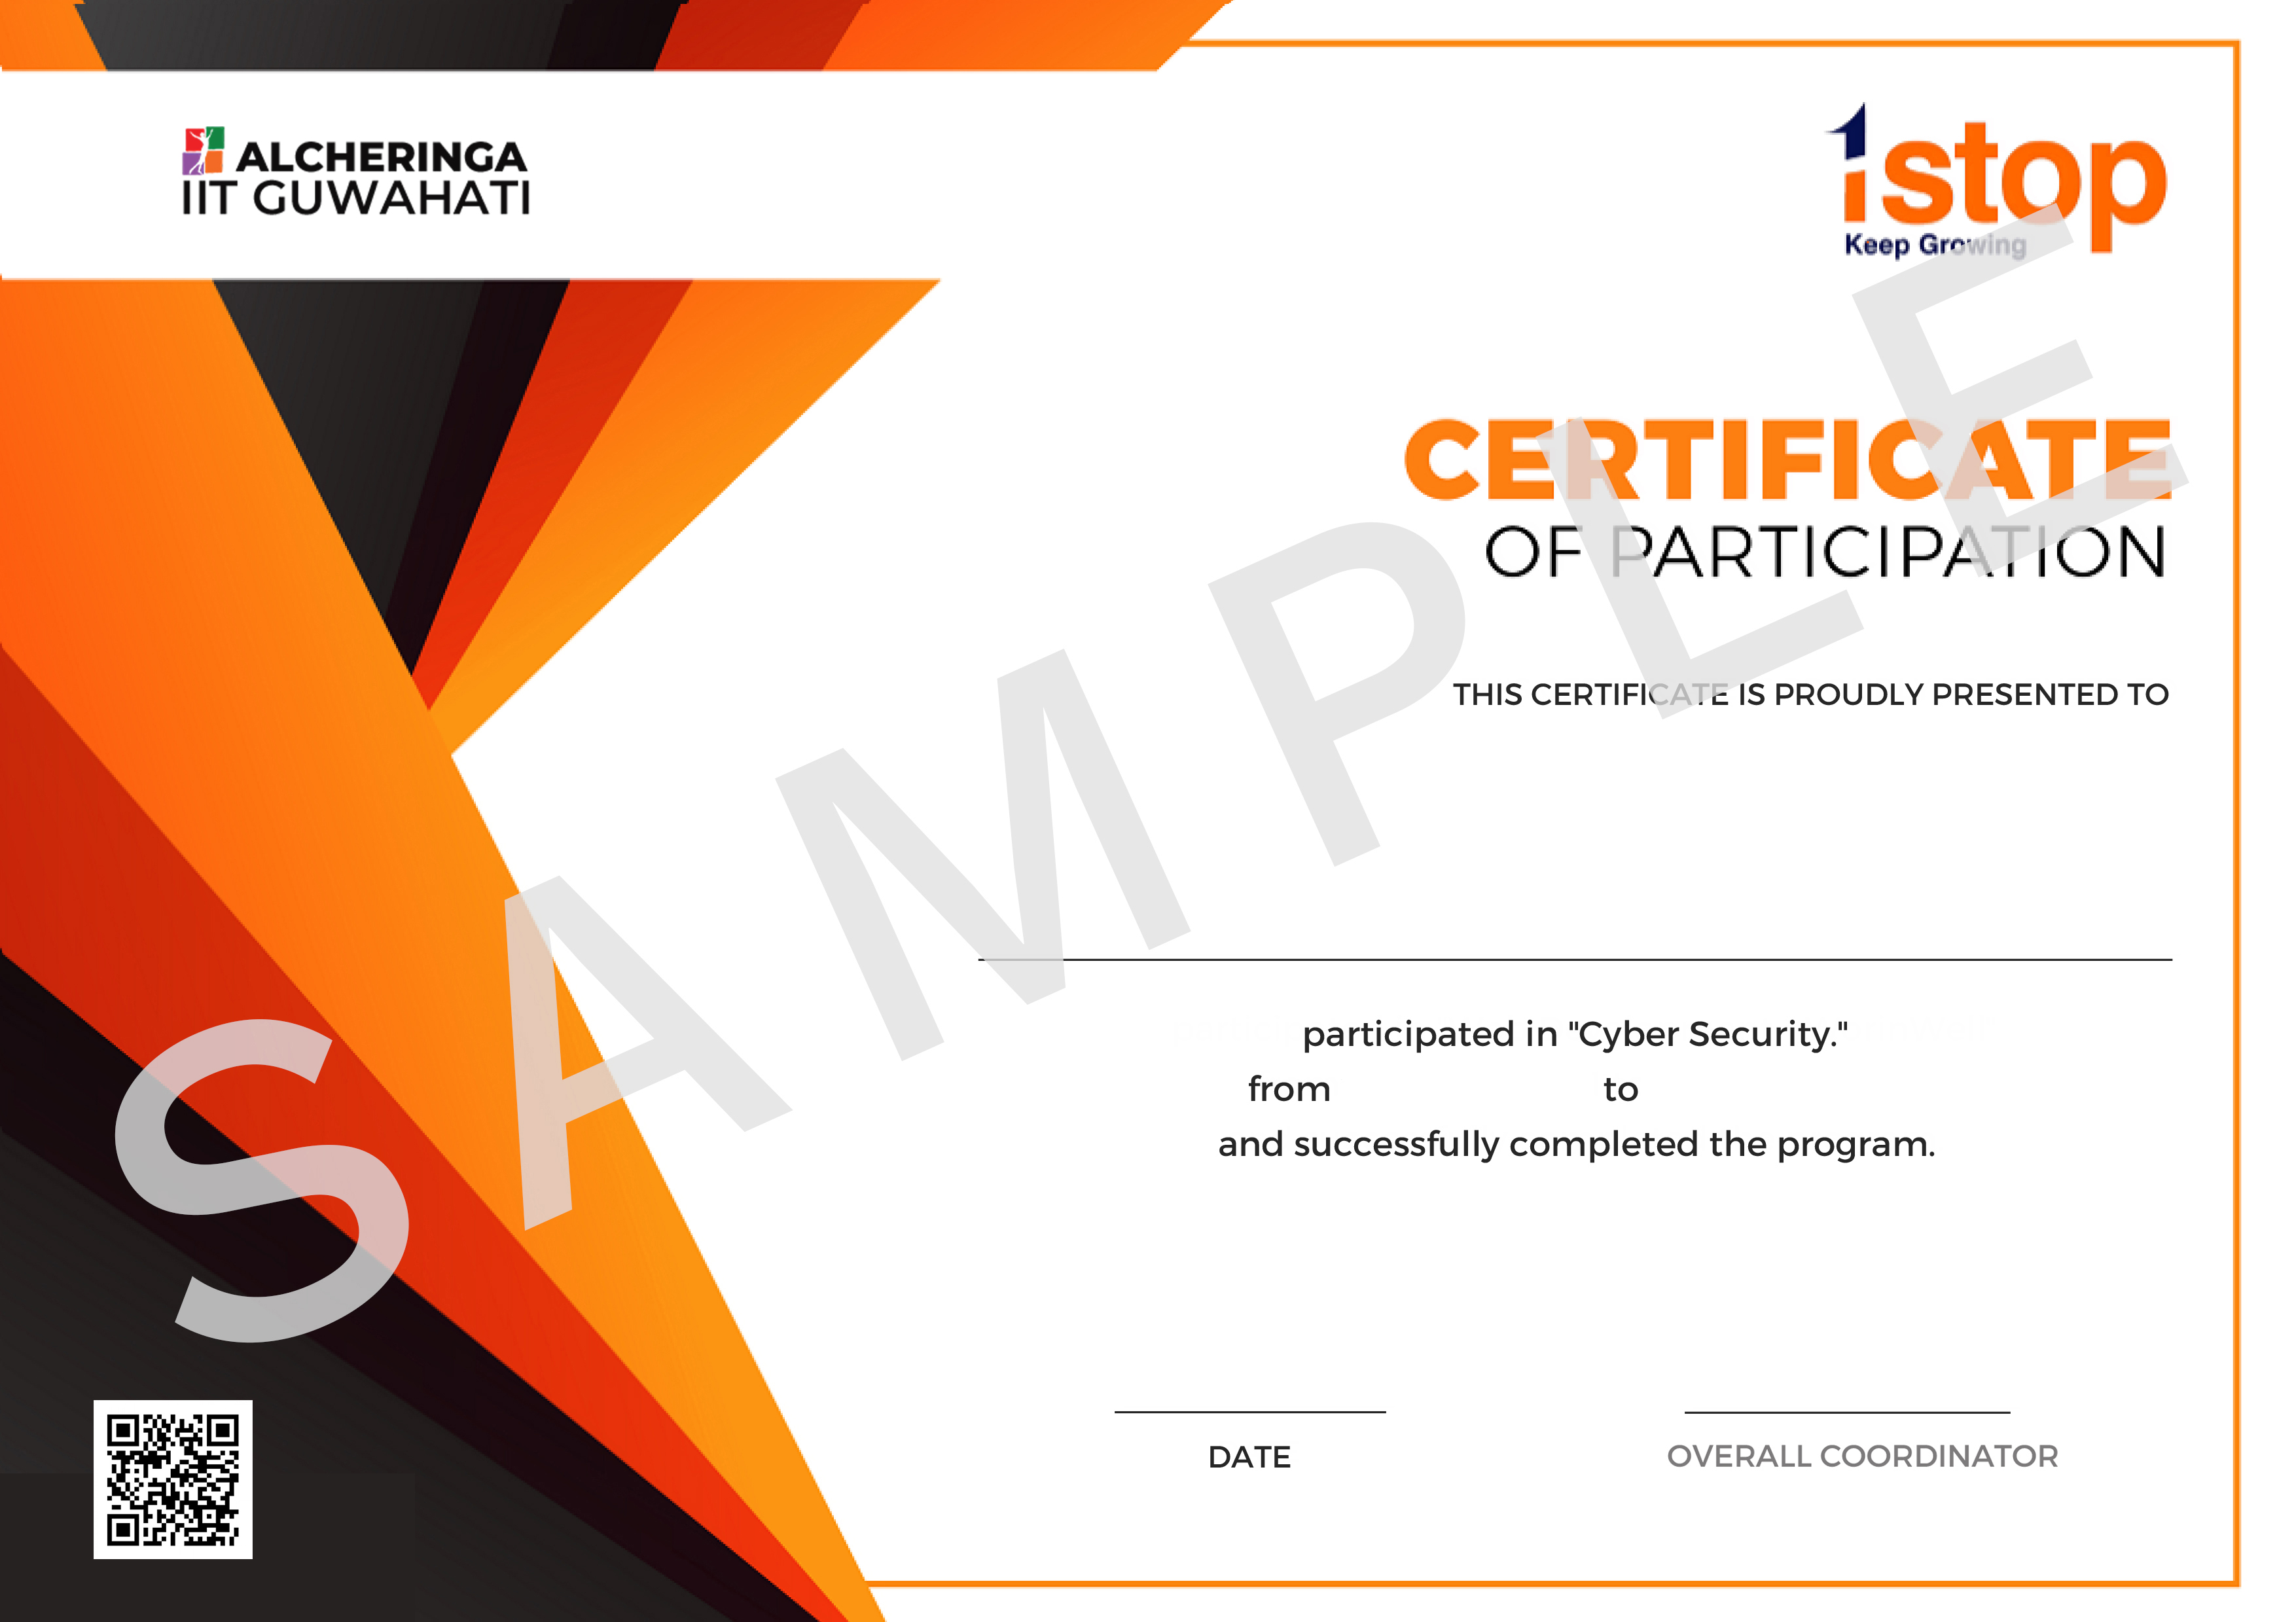 ALCHERINGA
IIT GUWAHATI
1stop
Keep Growing
CERTIFICATE
OF PARTICIPATION
THIS CERTIFICATE IS PROUDLY PRESENTED TO
SAMPLE
participated in "Cyber Security."
from to
and successfully completed the program.
DATE
OVERALL COORDINATOR